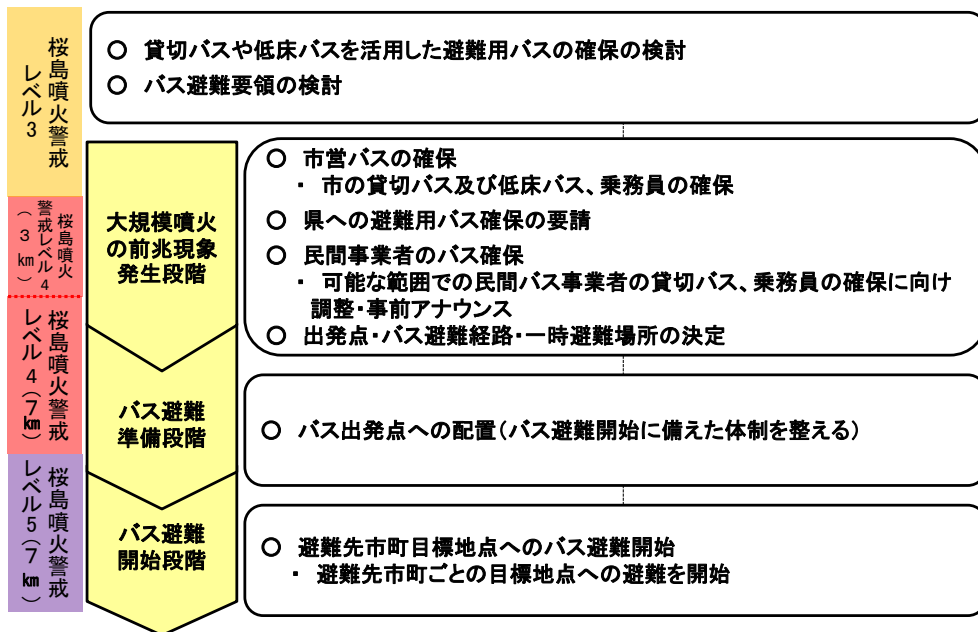 桜島噴火警戒
レベル3
○ 貸切バスや低床バスを活用した避難用バスの確保の検討
○ バス避難要領の検討
桜島噴火
警戒レベル4
(3km)
大規模噴火
の前兆現象
発生段階
○ 市営バスの確保
・ 市の貸切バス及び低床バス、乗務員の確保
○ 県への避難用バス確保の要請
○ 民間事業者のバス確保
・ 可能な範囲での民間バス事業者の貸切バス、乗務員の確保に向け
調整・事前アナウンス
○ 出発点・バス避難経路・一時避難場所の決定
桜島噴火警戒
レベル4(7km)
バス避難
準備段階
○ バス出発点への配置(バス避難開始に備えた体制を整える)
桜島噴火警戒
レベル5(7km)
バス避難
開始段階
○ 避難先市町目標地点へのバス避難開始
・ 避難先市町ごとの目標地点への避難を開始